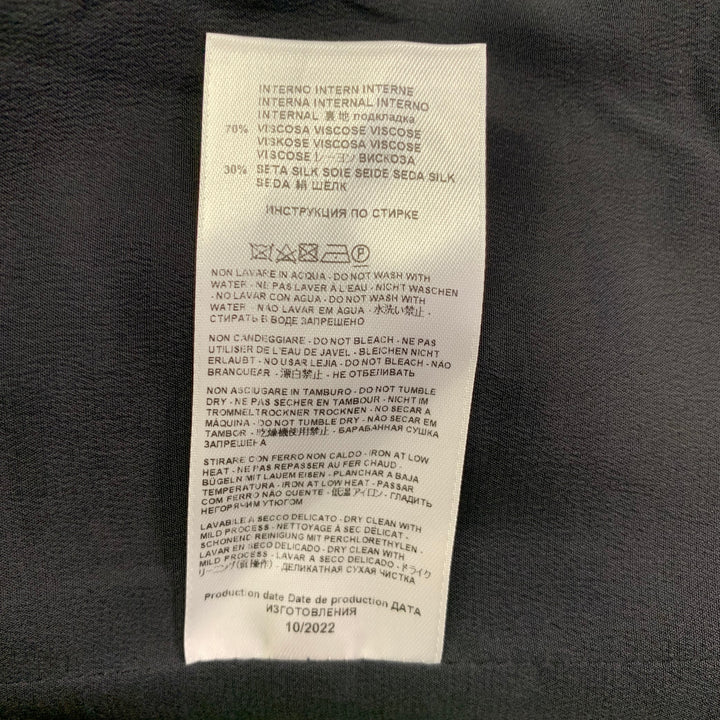 INTERNO INTERN INTERNE
INTERNA INTERNAL INTERNO
INTERNAL 裏 地 подкладка
70% VISCOSA VISCOSE VISCOSE
VISKOSE VISCOSA VISCOSE
VISCOSE レーヨン ВИСКОЗА
30% SETA SILK SOIE SEIDE SEDA SILK
SEDA 絹 ШЕЛК
ИНСТРУКЦИЯ ПО СТИРКЕ
P
NON LAVARE IN ACQUA - DO NOT WASH WITH
WATER - NE PAS LAVER À L'EAU - NICHT WASCHEN
- NO LAVAR CON AGUA - DO NOT WASH WITH
WATER - NÃO LAVAR EM ÁGUA - 水洗い禁止 -
СТИРАТЬ В ВОДЕ ЗАПРЕЩЕНО
NON CANDEGGIARE - DO NOT BLEACH - NE PAS
UTILISER DE L'EAU DE JAVEL - BLEICHEN NICHT
ERLAUBT - NO USAR LEJIA - DO NOT BLEACH - NÃO
BRANQUEAR - 漂白禁止 - НЕ ОТБЕЛИВАТЬ
NON ASCIUGARE IN TAMBURO - DO NOT TUMBLE
DRY - NE PAS SÉCHER EN TAMBOUR - NICHT IM
TROMMELTROCKNER TROCKNEN - NO SECAR A
MÁQUINA - DO NOT TUMBLE DRY - NÃO SECAR EM
TAMBOR - 乾燥機使用禁止 - БАРАБАННАЯ СУШКА
ЗАПРЕЩЕНА
STIRARE CON FERRO NON CALDO - IRON AT LOW
HEAT - NE PAS REPASSER AU FER CHAUD -
BÜGELN MIT LAUEM EISEN - PLANCHAR A BAJA
TEMPERATURA - IRON AT LOW HEAT - PASSAR
COM FERRO NÃO QUENTE - 低温アイロン - ГЛАДИТЬ
НЕГОРЯЧИМ УТЮГОМ
LAVABILE A SECCO DELICATO - DRY CLEAN WITH
MILD PROCESS - NETTOYAGE À SEC DÉLICAT -
SCHONEND REINIGUNG MIT PERCHLORETHYLEN -
LAVAR EN SECO DELICADO - DRY CLEAN WITH
MILD PROCESS - LAVAR A SECO DELICADO - ドライク
リーニング(弱操作) - ДЕЛИКАТНАЯ СУХАЯ ЧИСТКА
Production date Date de production ДАТА
ИЗГОТОВЛЕНИЯ
10/2022